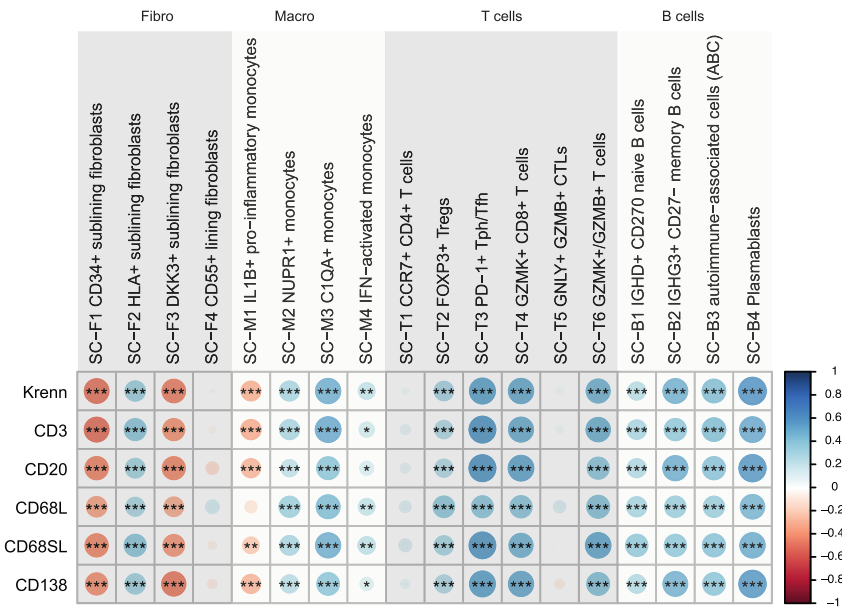 Fibro
Macro
T cells
B cells
SC−F1 CD34+ sublining fibroblasts
SC−F2 HLA+ sublining fibroblasts
SC−F3 DKK3+ sublining fibroblasts
SC−F4 CD55+ lining fibroblasts
SC−M1 IL1B+ pro−inflammatory monocytes
SC−M2 NUPR1+ monocytes
SC−M3 C1QA+ monocytes
SC−M4 IFN−activated monocytes
SC−T1 CCR7+ CD4+ T cells
SC−T2 FOXP3+ Tregs
SC−T3 PD−1+ Tph/Tfh
SC−T4 GZMK+ CD8+ T cells
SC−T5 GNLY+ GZMB+ CTLs
SC−T6 GZMK+/GZMB+ T cells
SC−B1 IGHD+ CD270 naive B cells
SC−B2 IGHG3+ CD27− memory B cells
SC−B3 autoimmune−associated cells (ABC)
SC−B4 Plasmablasts
Krenn *** *** *** *** *** *** ** *** *** *** *** *** *** *** ***
CD3 *** *** *** *** *** *** * *** *** *** *** *** *** *** ***
CD20 *** *** *** *** *** *** * *** *** *** *** *** *** *** ***
CD68L *** *** *** *** *** ** *** *** *** *** *** *** *** ***
CD68SL *** *** *** ** *** *** ** *** *** *** *** *** *** *** ***
CD138 *** *** *** *** *** *** * *** *** *** *** *** *** *** ***
1
0.8
0.6
0.4
0.2
0
−0.2
−0.4
−0.6
−0.8
−1